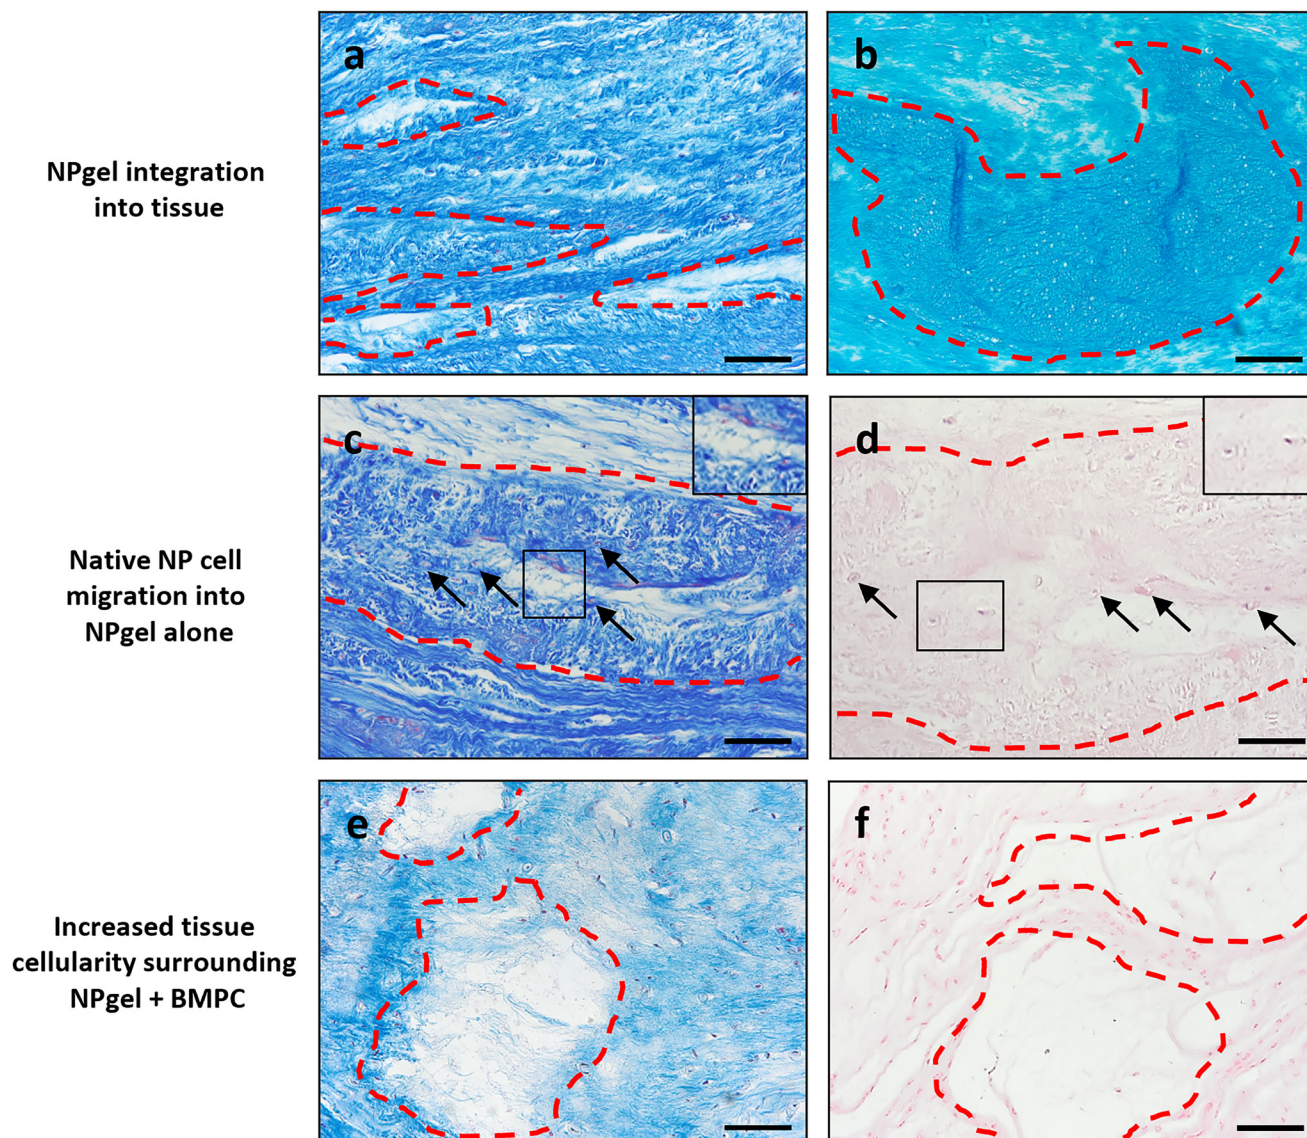 a
b
NPgel integration
into tissue
c
d
Native NP cell
migration into
NPgel alone
e
f
Increased tissue
cellularity surrounding
NPgel + BMPC